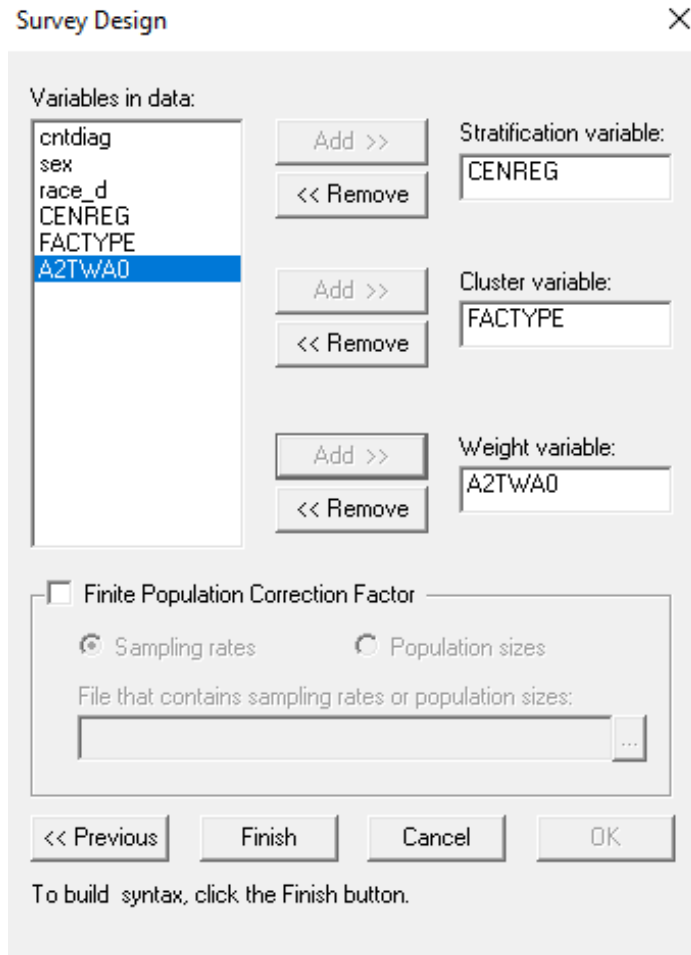 Survey Design
Variables in data:
cntdiag
sex
race_d
CENREG
FACTYPE
A2TWA0
Add >>
<< Remove
Stratification variable:
CENREG
Add >>
<< Remove
Cluster variable:
FACTYPE
Add >>
<< Remove
Weight variable:
A2TWA0
Finite Population Correction Factor
Sampling rates
Population sizes
File that contains sampling rates or population sizes:
...
<< Previous
Finish
Cancel
OK
To build syntax, click the Finish button.